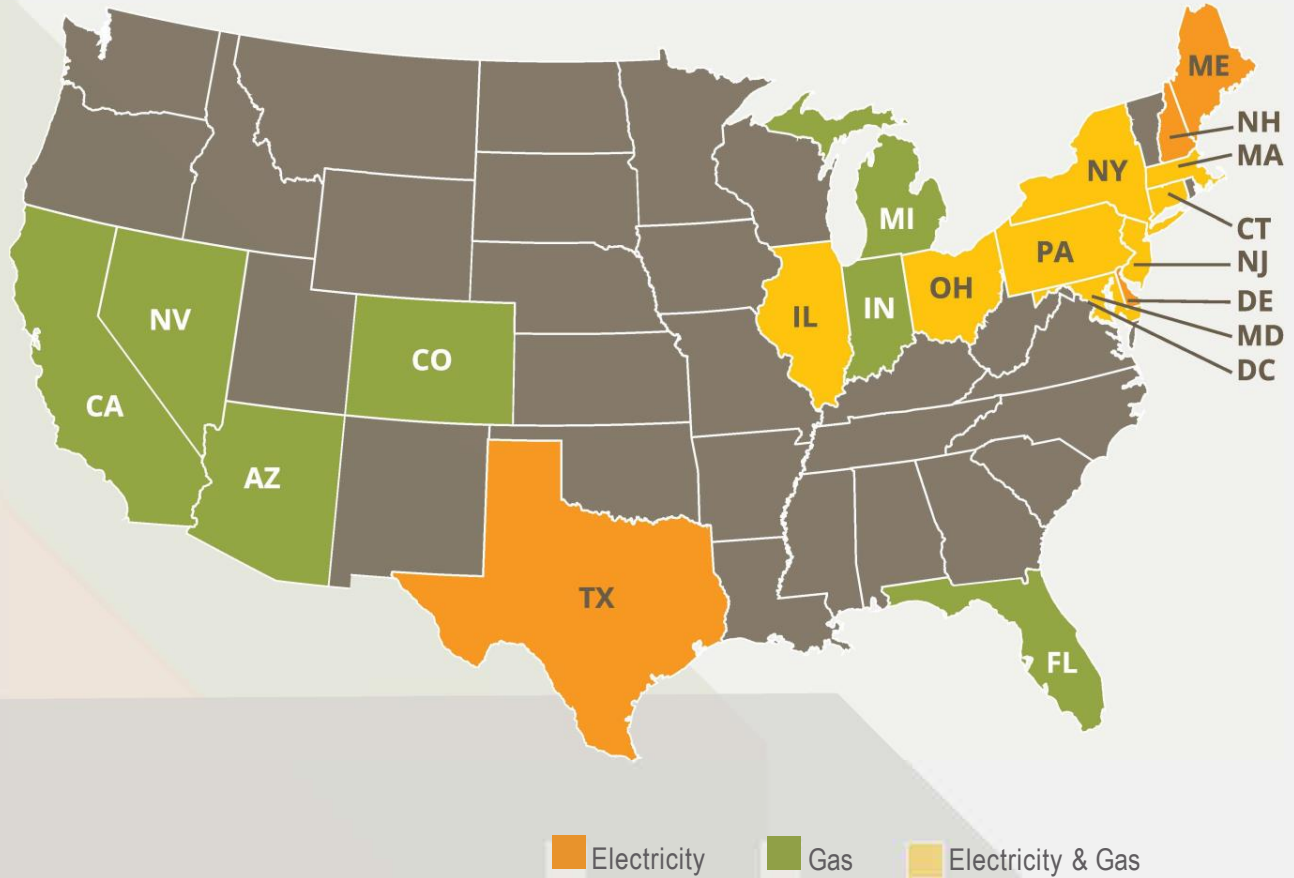 ME
NH
MA
NY
MI
CT
NJ
PA
DE
OH
MD
IL
IN
NV
DC
CO
CA
AZ
TX
FL
Electricity
Gas
Electricity & Gas